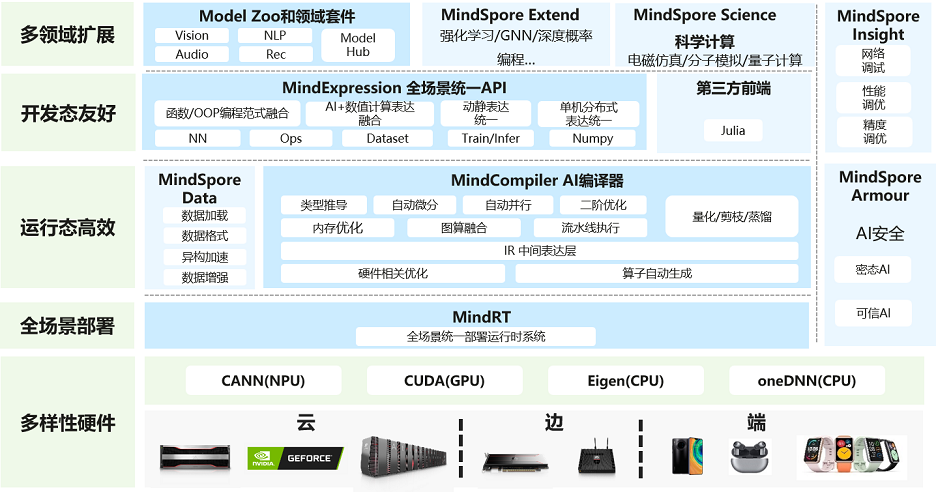 多领域扩展
Model Zoo和领域套件
Vision
NLP
Audio
Rec
Model
Hub
MindSpore Extend
强化学习/GNN/深度概率
编程...
MindSpore Science
科学计算
电磁仿真/分子模拟/量子计算
MindSpore
Insight
网络
调试
性能
调优
精度
调优
开发态友好
MindExpression 全场景统一API
函数/OOP编程范式融合
AI+数值计算表达
融合
动静表达
统一
单机分布式
表达统一
NN
Ops
Dataset
Train/Infer
Numpy
第三方前端
Julia
运行态高效
MindSpore
Data
数据加载
数据格式
异构加速
数据增强
MindCompiler AI编译器
类型推导
自动微分
自动并行
二阶优化
量化/剪枝/蒸馏
内存优化
图算融合
流水线执行
IR 中间表达层
硬件相关优化
算子自动生成
MindSpore
Armour
AI安全
密态AI
可信AI
全场景部署
MindRT
全场景统一部署运行时系统
多样性硬件
CANN(NPU)
CUDA(GPU)
Eigen(CPU)
oneDNN(CPU)
云
边
端
NVIDIA
GEFORCE